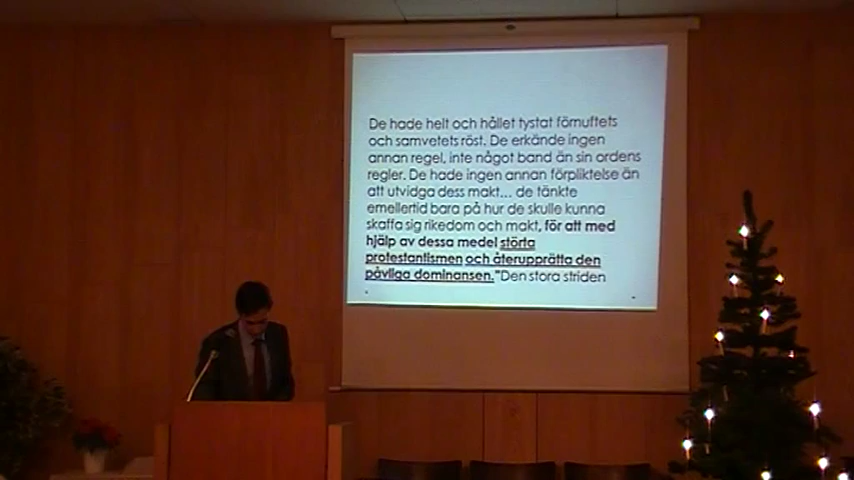 De hade helt och hållet tystat förnuftets
och samvetets röst. De erkände ingen
annan regel, inte något band än sin ordens
regler. De hade ingen annan förpliktelse än
att utvidga dess makt... de tänkte
emellertid bara på hur de skulle kunna
skaffa sig rikedom och makt, för att med
hjälp av dessa medel störta
protestantismen och återupprätta den
påvliga dominansen."Den stora striden